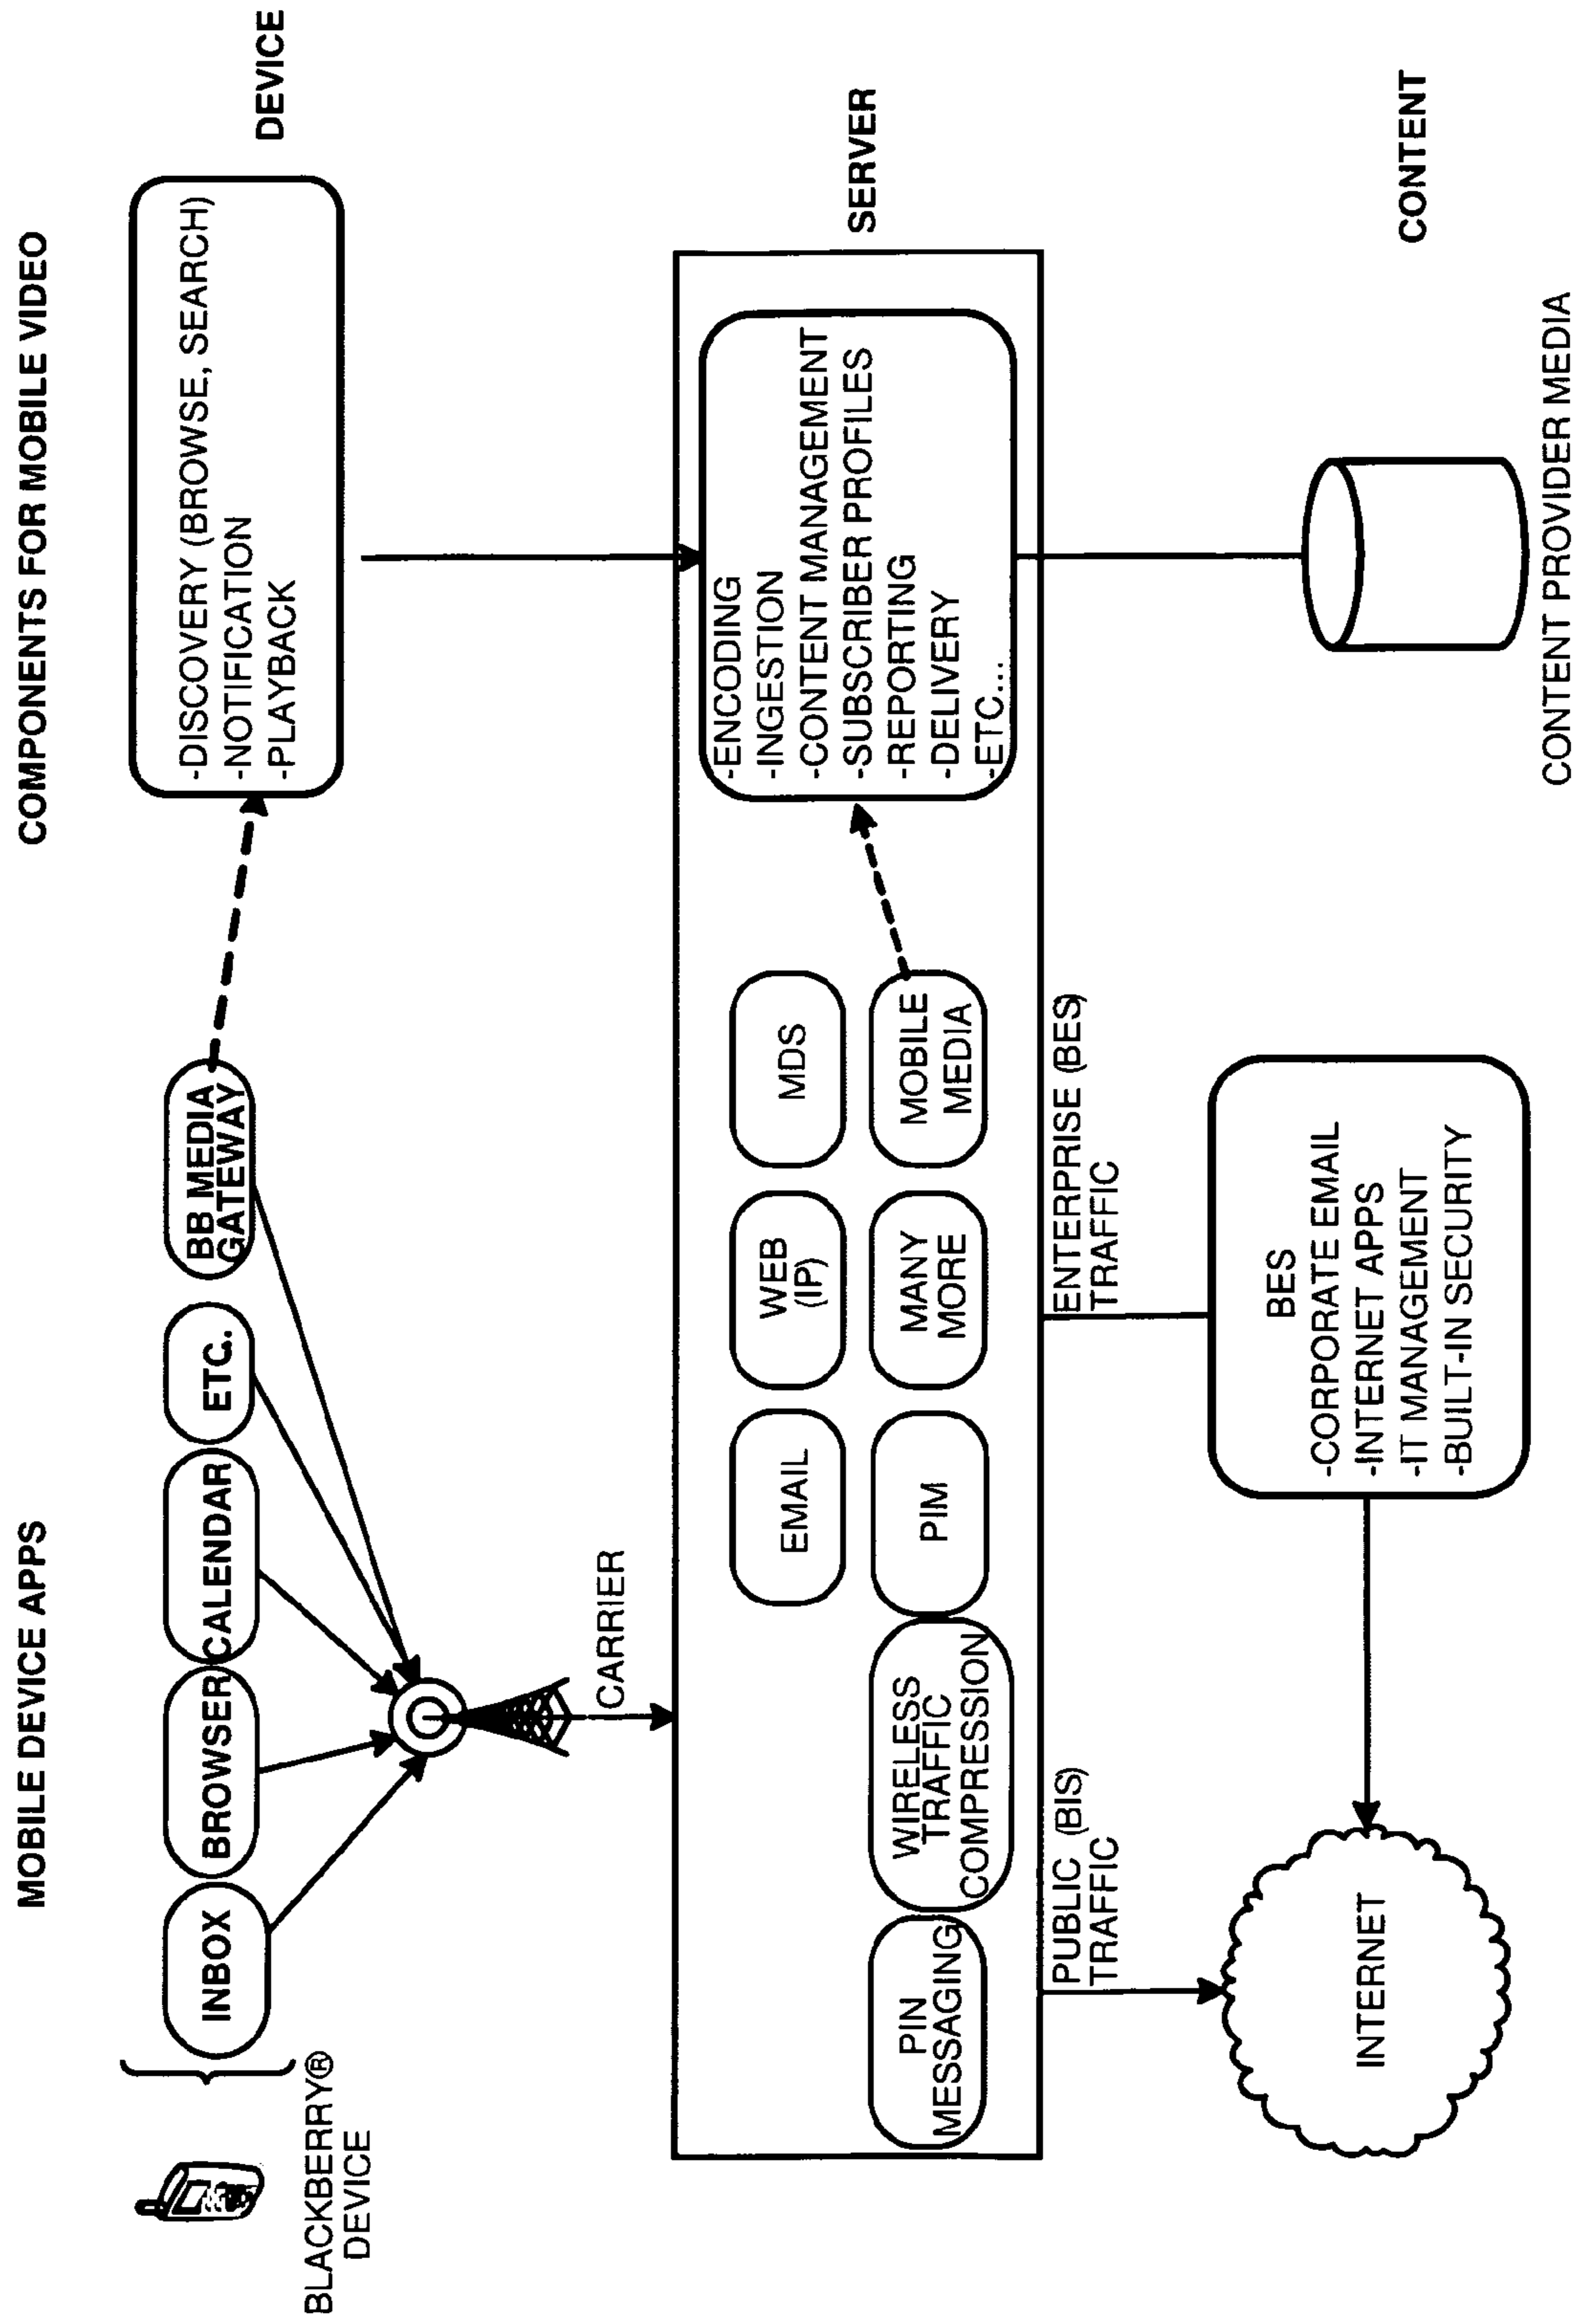 MOBILE DEVICE APPS
COMPONENTS FOR MOBILE VIDEO
BLACKBERRY®
DEVICE
INBOX
BROWSER
CALENDAR
ETC.
BB MEDIA
GATEWAY
-DISCOVERY (BROWSE, SEARCH)
-NOTIFICATION
-PLAYBACK
DEVICE
CARRIER
EMAIL
WEB
(IP)
MDS
PIN
MESSAGING
WIRELESS
TRAFFIC
COMPRESSION
PIM
MANY
MORE
MOBILE
MEDIA
-ENCODING
-INGESTION
-CONTENT MANAGEMENT
-SUBSCRIBER PROFILES
-REPORTING
-DELIVERY
-ETC...
SERVER
PUBLIC (BIS)
TRAFFIC
ENTERPRISE (BES)
TRAFFIC
INTERNET
BES
-CORPORATE EMAIL
-INTERNET APPS
-IT MANAGEMENT
-BUILT-IN SECURITY
CONTENT PROVIDER MEDIA
CONTENT